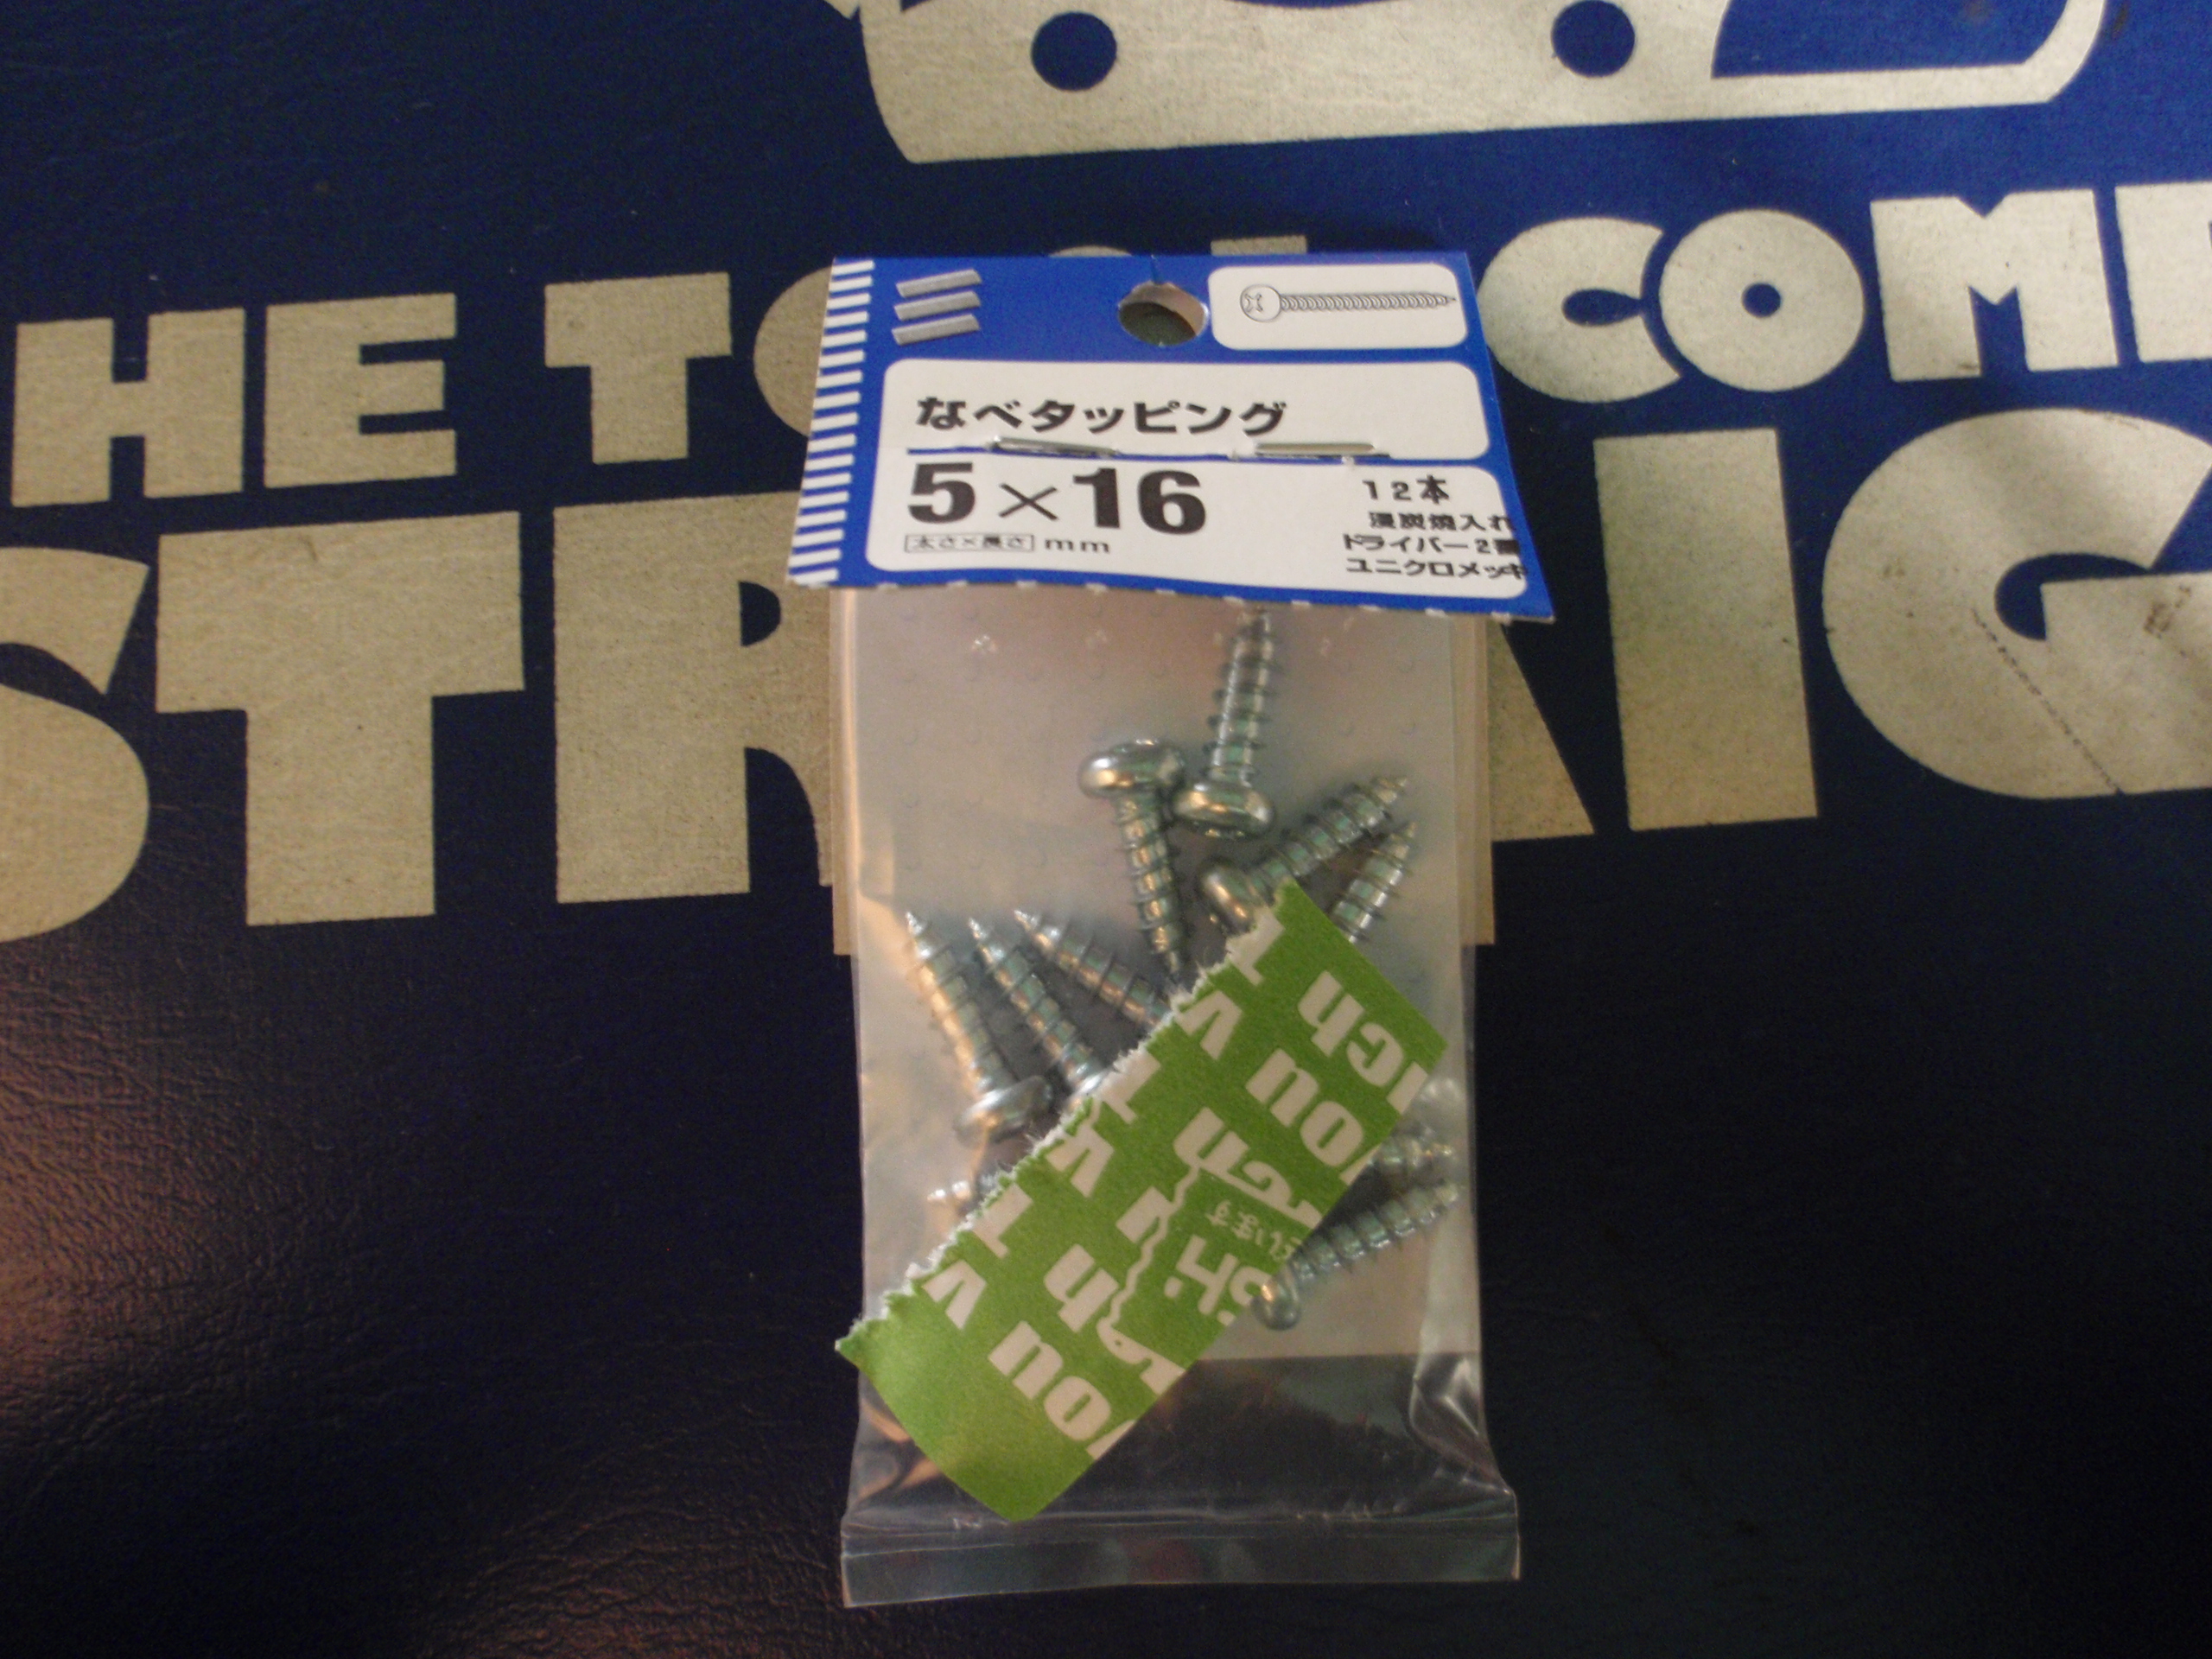 HE TO COM
STRAIG
なべタッピング
5×16
太さ×長さ mm
12本
浸炭焼入れ
ドライバー2番
ユニクロメッキ